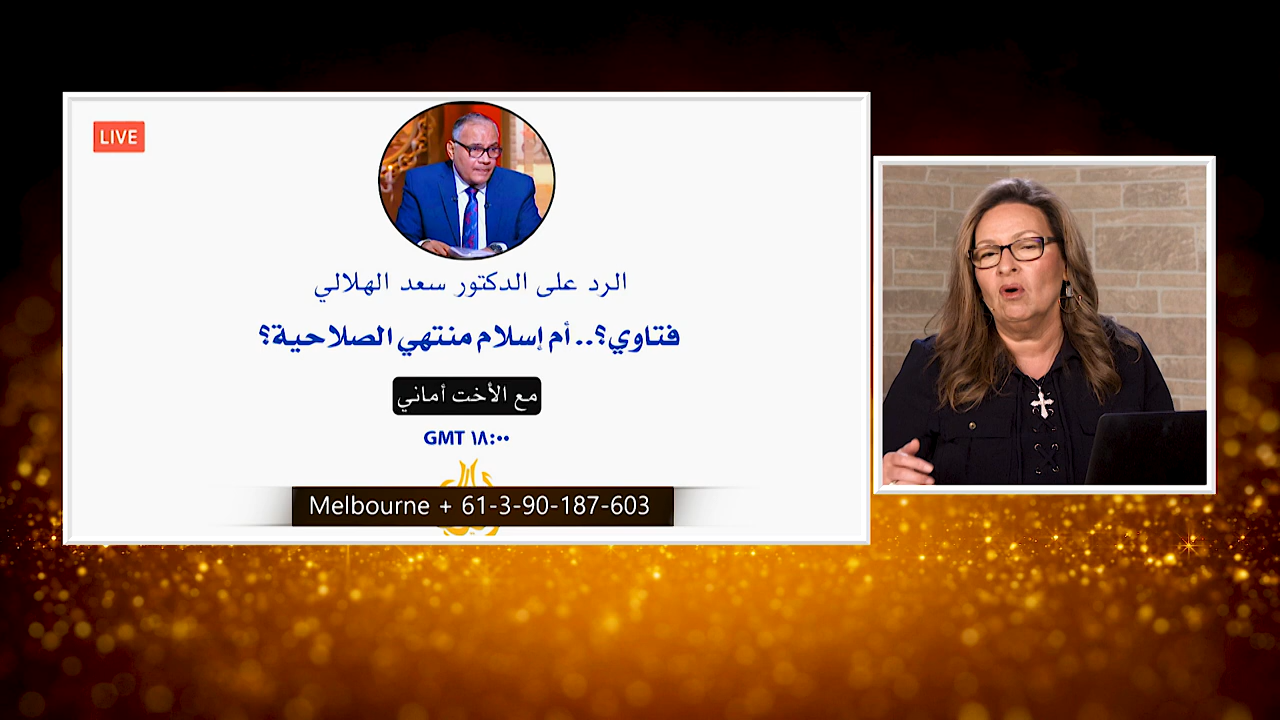 LIVE
الرد على الدكتور سعد الهلالي
فتاوي؟.. أم إسلام منتهي الصلاحية؟
مع الأخت أماني
١٨:٠٠ GMT
Melbourne + 61-3-90-187-603